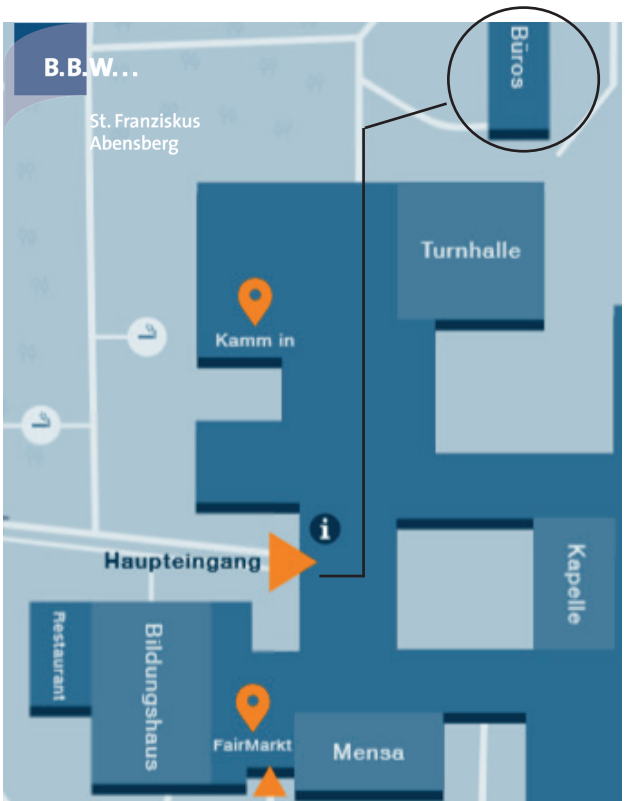 B.B.W...
St. Franziskus
Abensberg
Büros
Turnhalle
Kamm in
i
Haupteingang
Kapelle
Restaurant
Bildungshaus
FairMarkt
Mensa